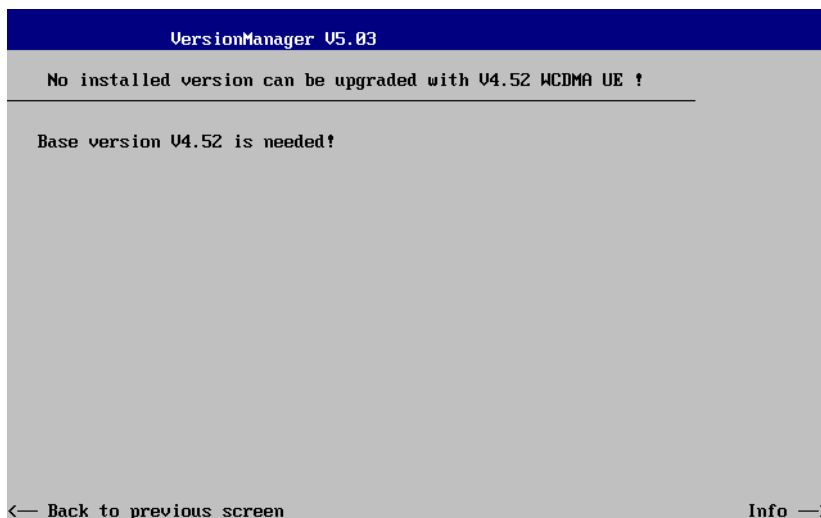 VersionManager V5.03
No installed version can be upgraded with V4.52 WCDMA UE !
Base version V4.52 is needed!
<— Back to previous screen
Info —